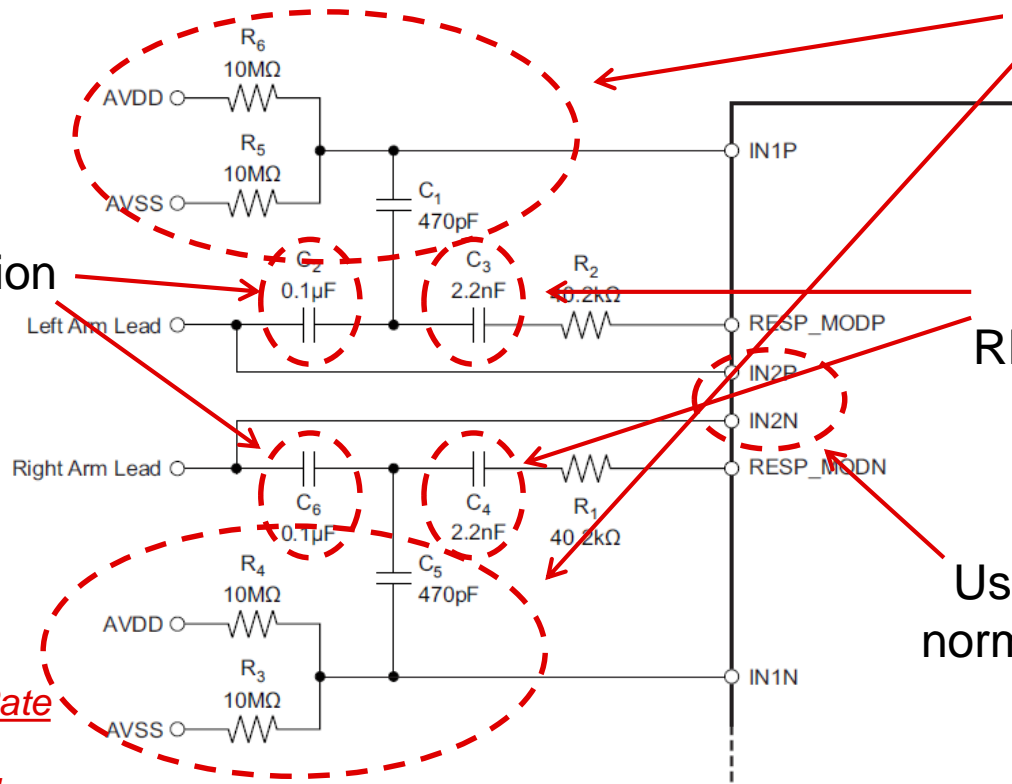 R6
10MΩ
AVDD
R5
10MΩ
AVSS
IN1P
C1
470pF
ion
C2
0.1µF
C3
2.2nF
R2
40.2kΩ
Left Arm Lead
RESP_MODP
RE
IN2P
IN2N
Right Arm Lead
RESP_MODN
C6
0.1µF
C4
2.2nF
R1
40.2kΩ
C5
470pF
R4
10MΩ
AVDD
Us
norm
R3
10MΩ
IN1N
ate
AVSS